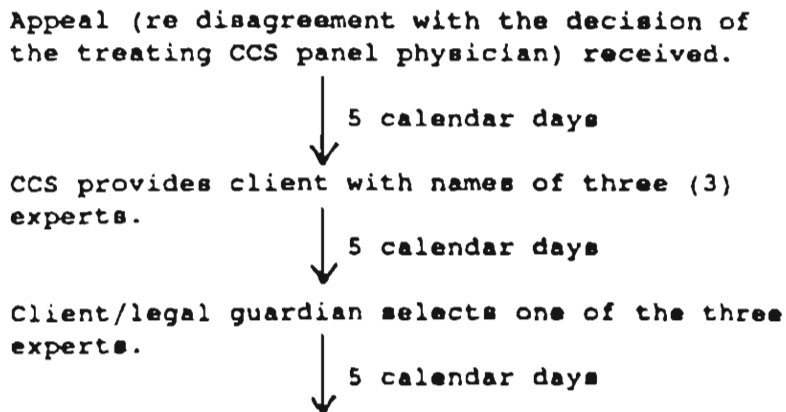 Appeal (re disagreement with the decision of
the treating CCS panel physician) received.
5 calendar days
CCS provides client with names of three (3)
experts.
5 calendar days
Client/legal guardian selects one of the three
experts.
5 calendar days